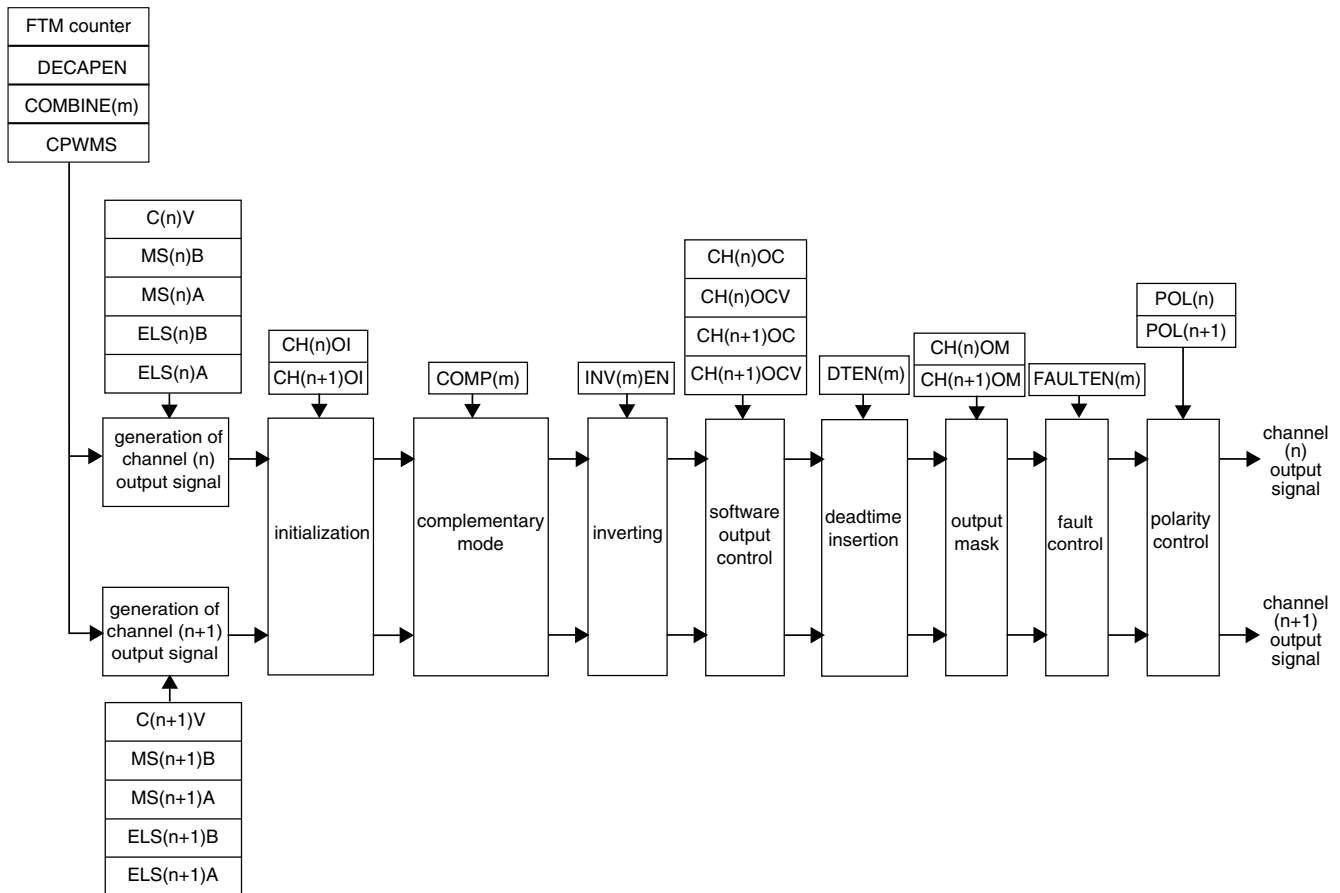 FTM counter
DECAPEN
COMBINE(m)
CPWMS
C(n)V
MS(n)B
MS(n)A
ELS(n)B
ELS(n)A
CH(n)OI
CH(n+1)OI
COMP(m)
INV(m)EN
CH(n)OC
CH(n)OCV
CH(n+1)OC
CH(n+1)OCV
DTEN(m)
CH(n)OM
CH(n+1)OM
FAULTEN(m)
POL(n)
POL(n+1)
generation of
channel (n)
output signal
initialization
complementary
mode
inverting
software
output
control
deadtime
insertion
output
mask
fault
control
polarity
control
channel
(n)
output
signal
generation of
channel (n+1)
output signal
channel
(n+1)
output
signal
C(n+1)V
MS(n+1)B
MS(n+1)A
ELS(n+1)B
ELS(n+1)A